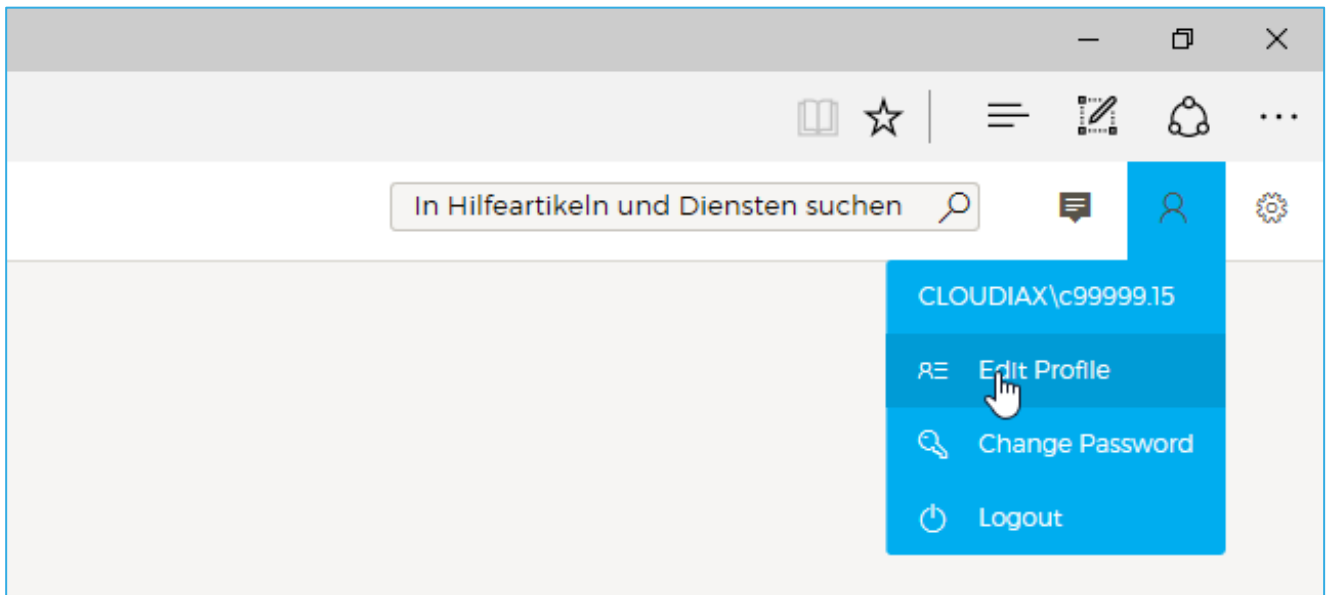 In Hilfeartikeln und Diensten suchen
CLOUDIAX\c99999.15
Edit Profile
Change Password
Logout